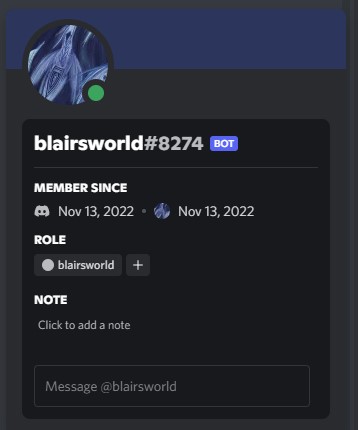 blairsworld#8274 BOT
MEMBER SINCE
Nov 13, 2022 • Nov 13, 2022
ROLE
blairsworld +
NOTE
Click to add a note
Message @blairsworld